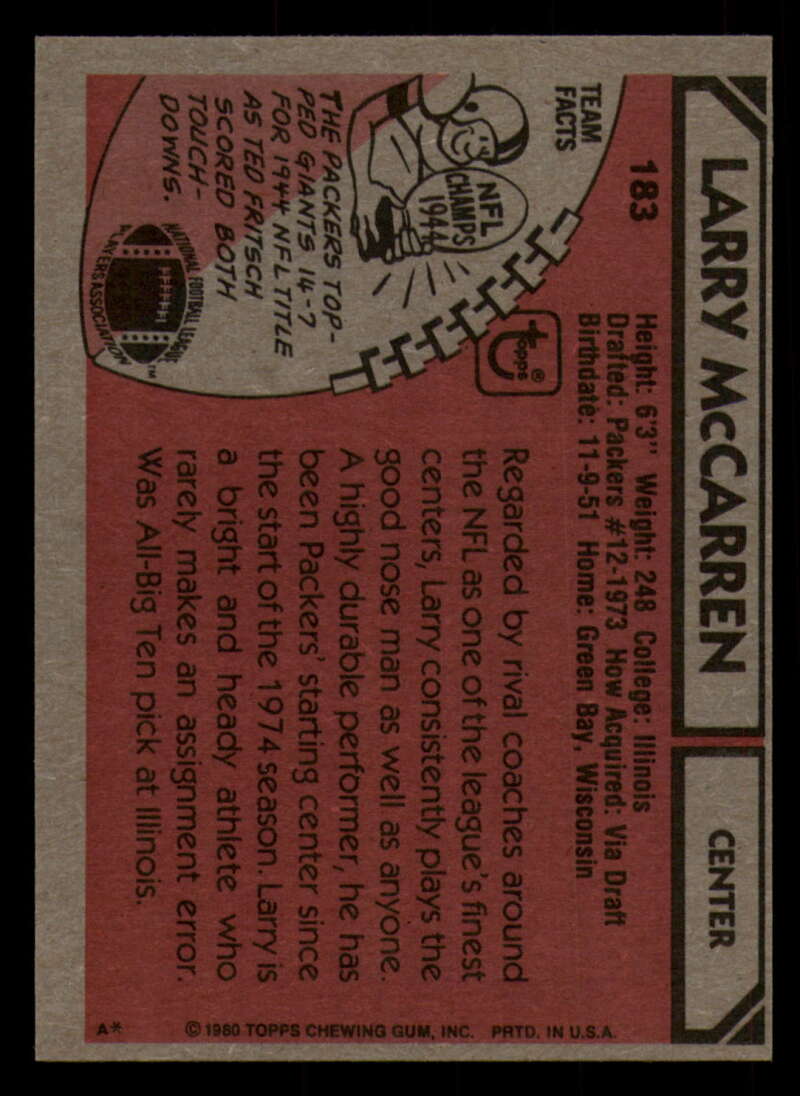 LARRY McCARREN
CENTER
183
Height: 6'3" Weight: 248 College: Illinois
Drafted: Packers #12-1973 How Acquired: Via Draft
Birthdate: 11-9-51 Home: Green Bay, Wisconsin
TEAM
FACTS
NFL
CHAMPS
1944
THE PACKERS TOP-
PED GIANTS 14-7
FOR 1944 NFL TITLE
AS TED FRITSCH
SCORED BOTH
TOUCH-
DOWNS.
NATIONAL FOOTBALL LEAGUE
PLAYERS ASSOCIATION
TM
Topps®
Regarded by rival coaches around
the NFL as one of the league's finest
centers, Larry consistently plays the
good nose man as well as anyone.
A highly durable performer, he has
been Packers' starting center since
the start of the 1974 season. Larry is
a bright and heady athlete who
rarely makes an assignment error.
Was All-Big Ten pick at Illinois.
A* © 1980 TOPPS CHEWING GUM, INC. PRTD. IN U.S.A.